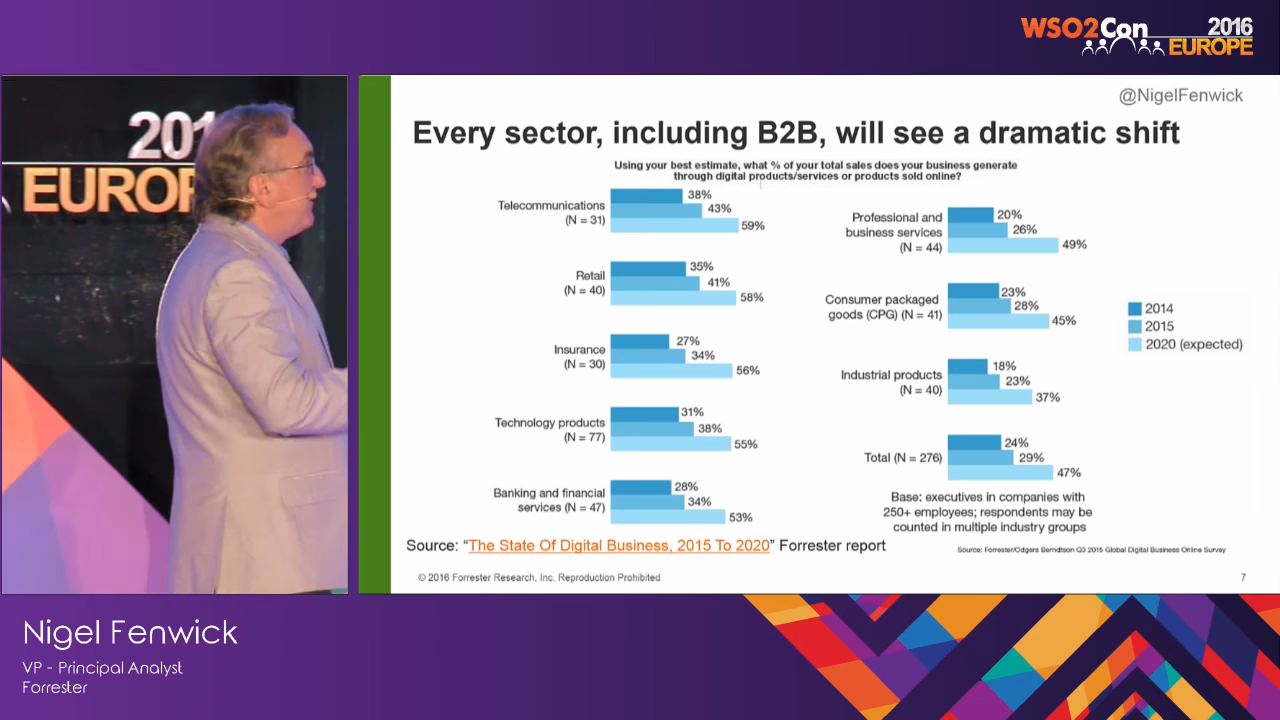 WSO2Con 2016
EUROPE
201
EUROP
@NigelFenwick
Every sector, including B2B, will see a dramatic shift
Using your best estimate, what % of your total sales does your business generate
through digital products/services or products sold online?
Telecommunications
(N = 31)
38%
43%
59%
Retail
(N = 40)
35%
41%
58%
Insurance
(N = 30)
27%
34%
56%
Technology products
(N = 77)
31%
38%
55%
Banking and financial
services (N = 47)
28%
34%
53%
Professional and
business services
(N = 44)
20%
26%
49%
Consumer packaged
goods (CPG) (N = 41)
23%
28%
45%
Industrial products
(N = 40)
18%
23%
37%
Total (N = 276)
24%
29%
47%
2014
2015
2020 (expected)
Base: executives in companies with
250+ employees; respondents may be
counted in multiple industry groups
Source: “The State Of Digital Business, 2015 To 2020” Forrester report
Source: Forrester/Odgers Berndtson Q3 2015 Global Digital Business Online Survey
© 2016 Forrester Research, Inc. Reproduction Prohibited
7
Nigel Fenwick
VP - Principal Analyst
Forrester